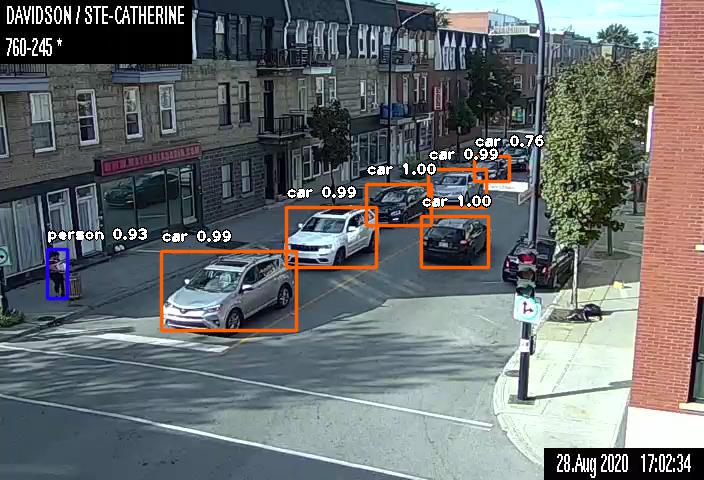 DAVIDSON / STE-CATHERINE
760-245 *
car 0.76
car 0.99
car 1.00
car 0.99
car 1.00
person 0.93
car 0.99
28.Aug 2020 17:02:34